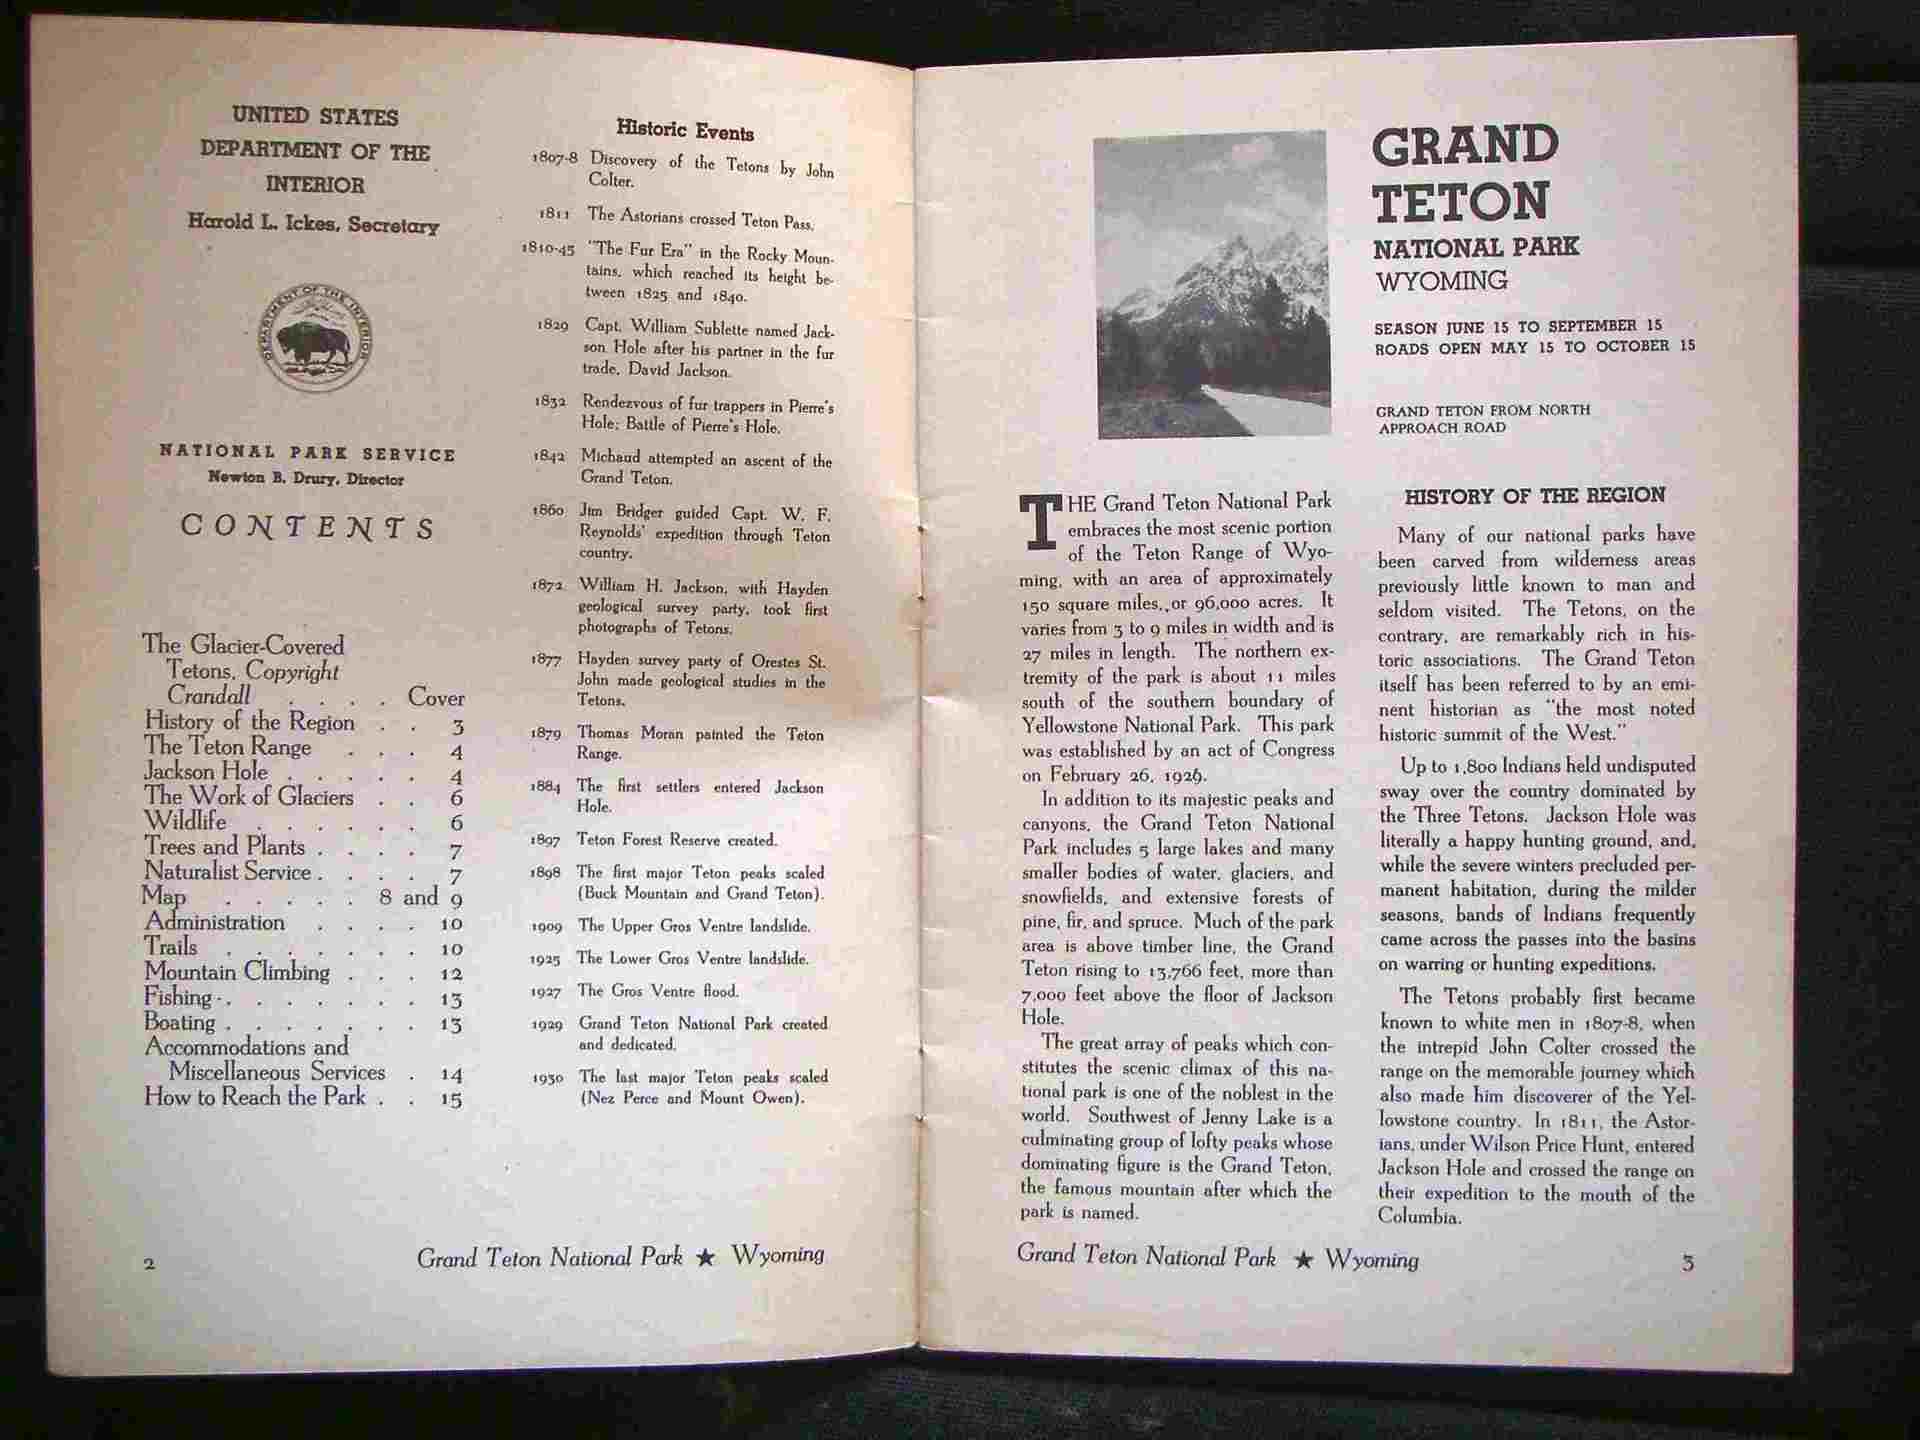 UNITED STATES
DEPARTMENT OF THE
INTERIOR
Harold L. Ickes, Secretary
DEPARTMENT OF THE INTERIOR
NATIONAL PARK SERVICE
Newton B. Drury, Director
CONTENTS
The Glacier-Covered
Tetons, Copyright
Crandall . . . . Cover
History of the Region . . 3
The Teton Range . . . 4
Jackson Hole . . . . . 4
The Work of Glaciers . . 6
Wildlife . . . . . . 6
Trees and Plants . . . . 7
Naturalist Service . . . . 7
Map . . . . . 8 and 9
Administration . . . . 10
Trails . . . . . . . 10
Mountain Climbing . . . 12
Fishing . . . . . . . 13
Boating . . . . . . . 13
Accommodations and
Miscellaneous Services . 14
How to Reach the Park . . 15
Historic Events
1807-8 Discovery of the Tetons by John
Colter.
1811 The Astorians crossed Teton Pass.
1810-45 "The Fur Era" in the Rocky Moun-
tains, which reached its height be-
tween 1825 and 1840.
1829 Capt. William Sublette named Jack-
son Hole after his partner in the fur
trade, David Jackson.
1832 Rendezvous of fur trappers in Pierre's
Hole; Battle of Pierre's Hole.
1842 Michaud attempted an ascent of the
Grand Teton.
1860 Jim Bridger guided Capt. W. F.
Reynolds' expedition through Teton
country.
1872 William H. Jackson, with Hayden
geological survey party, took first
photographs of Tetons.
1877 Hayden survey party of Orestes St.
John made geological studies in the
Tetons.
1879 Thomas Moran painted the Teton
Range.
1884 The first settlers entered Jackson
Hole.
1897 Teton Forest Reserve created.
1898 The first major Teton peaks scaled
(Buck Mountain and Grand Teton).
1909 The Upper Gros Ventre landslide.
1925 The Lower Gros Ventre landslide.
1927 The Gros Ventre flood.
1929 Grand Teton National Park created
and dedicated.
1930 The last major Teton peaks scaled
(Nez Perce and Mount Owen).
2
Grand Teton National Park ★ Wyoming
GRAND
TETON
NATIONAL PARK
WYOMING
SEASON JUNE 15 TO SEPTEMBER 15
ROADS OPEN MAY 15 TO OCTOBER 15
GRAND TETON FROM NORTH
APPROACH ROAD
THE Grand Teton National Park
embraces the most scenic portion
of the Teton Range of Wyo-
ming, with an area of approximately
150 square miles, or 96,000 acres. It
varies from 3 to 9 miles in width and is
27 miles in length. The northern ex-
tremity of the park is about 11 miles
south of the southern boundary of
Yellowstone National Park. This park
was established by an act of Congress
on February 26, 1929.
In addition to its majestic peaks and
canyons, the Grand Teton National
Park includes 5 large lakes and many
smaller bodies of water, glaciers, and
snowfields, and extensive forests of
pine, fir, and spruce. Much of the park
area is above timber line, the Grand
Teton rising to 13,766 feet, more than
7,000 feet above the floor of Jackson
Hole.
The great array of peaks which con-
stitutes the scenic climax of this na-
tional park is one of the noblest in the
world. Southwest of Jenny Lake is a
culminating group of lofty peaks whose
dominating figure is the Grand Teton,
the famous mountain after which the
park is named.
HISTORY OF THE REGION
Many of our national parks have
been carved from wilderness areas
previously little known to man and
seldom visited. The Tetons, on the
contrary, are remarkably rich in his-
toric associations. The Grand Teton
itself has been referred to by an emi-
nent historian as "the most noted
historic summit of the West."
Up to 1,800 Indians held undisputed
sway over the country dominated by
the Three Tetons. Jackson Hole was
literally a happy hunting ground, and,
while the severe winters precluded per-
manent habitation, during the milder
seasons, bands of Indians frequently
came across the passes into the basins
on warring or hunting expeditions.
The Tetons probably first became
known to white men in 1807-8, when
the intrepid John Colter crossed the
range on the memorable journey which
also made him discoverer of the Yel-
lowstone country. In 1811, the Astor-
ians, under Wilson Price Hunt, entered
Jackson Hole and crossed the range on
their expedition to the mouth of the
Columbia.
Grand Teton National Park ★ Wyoming
3